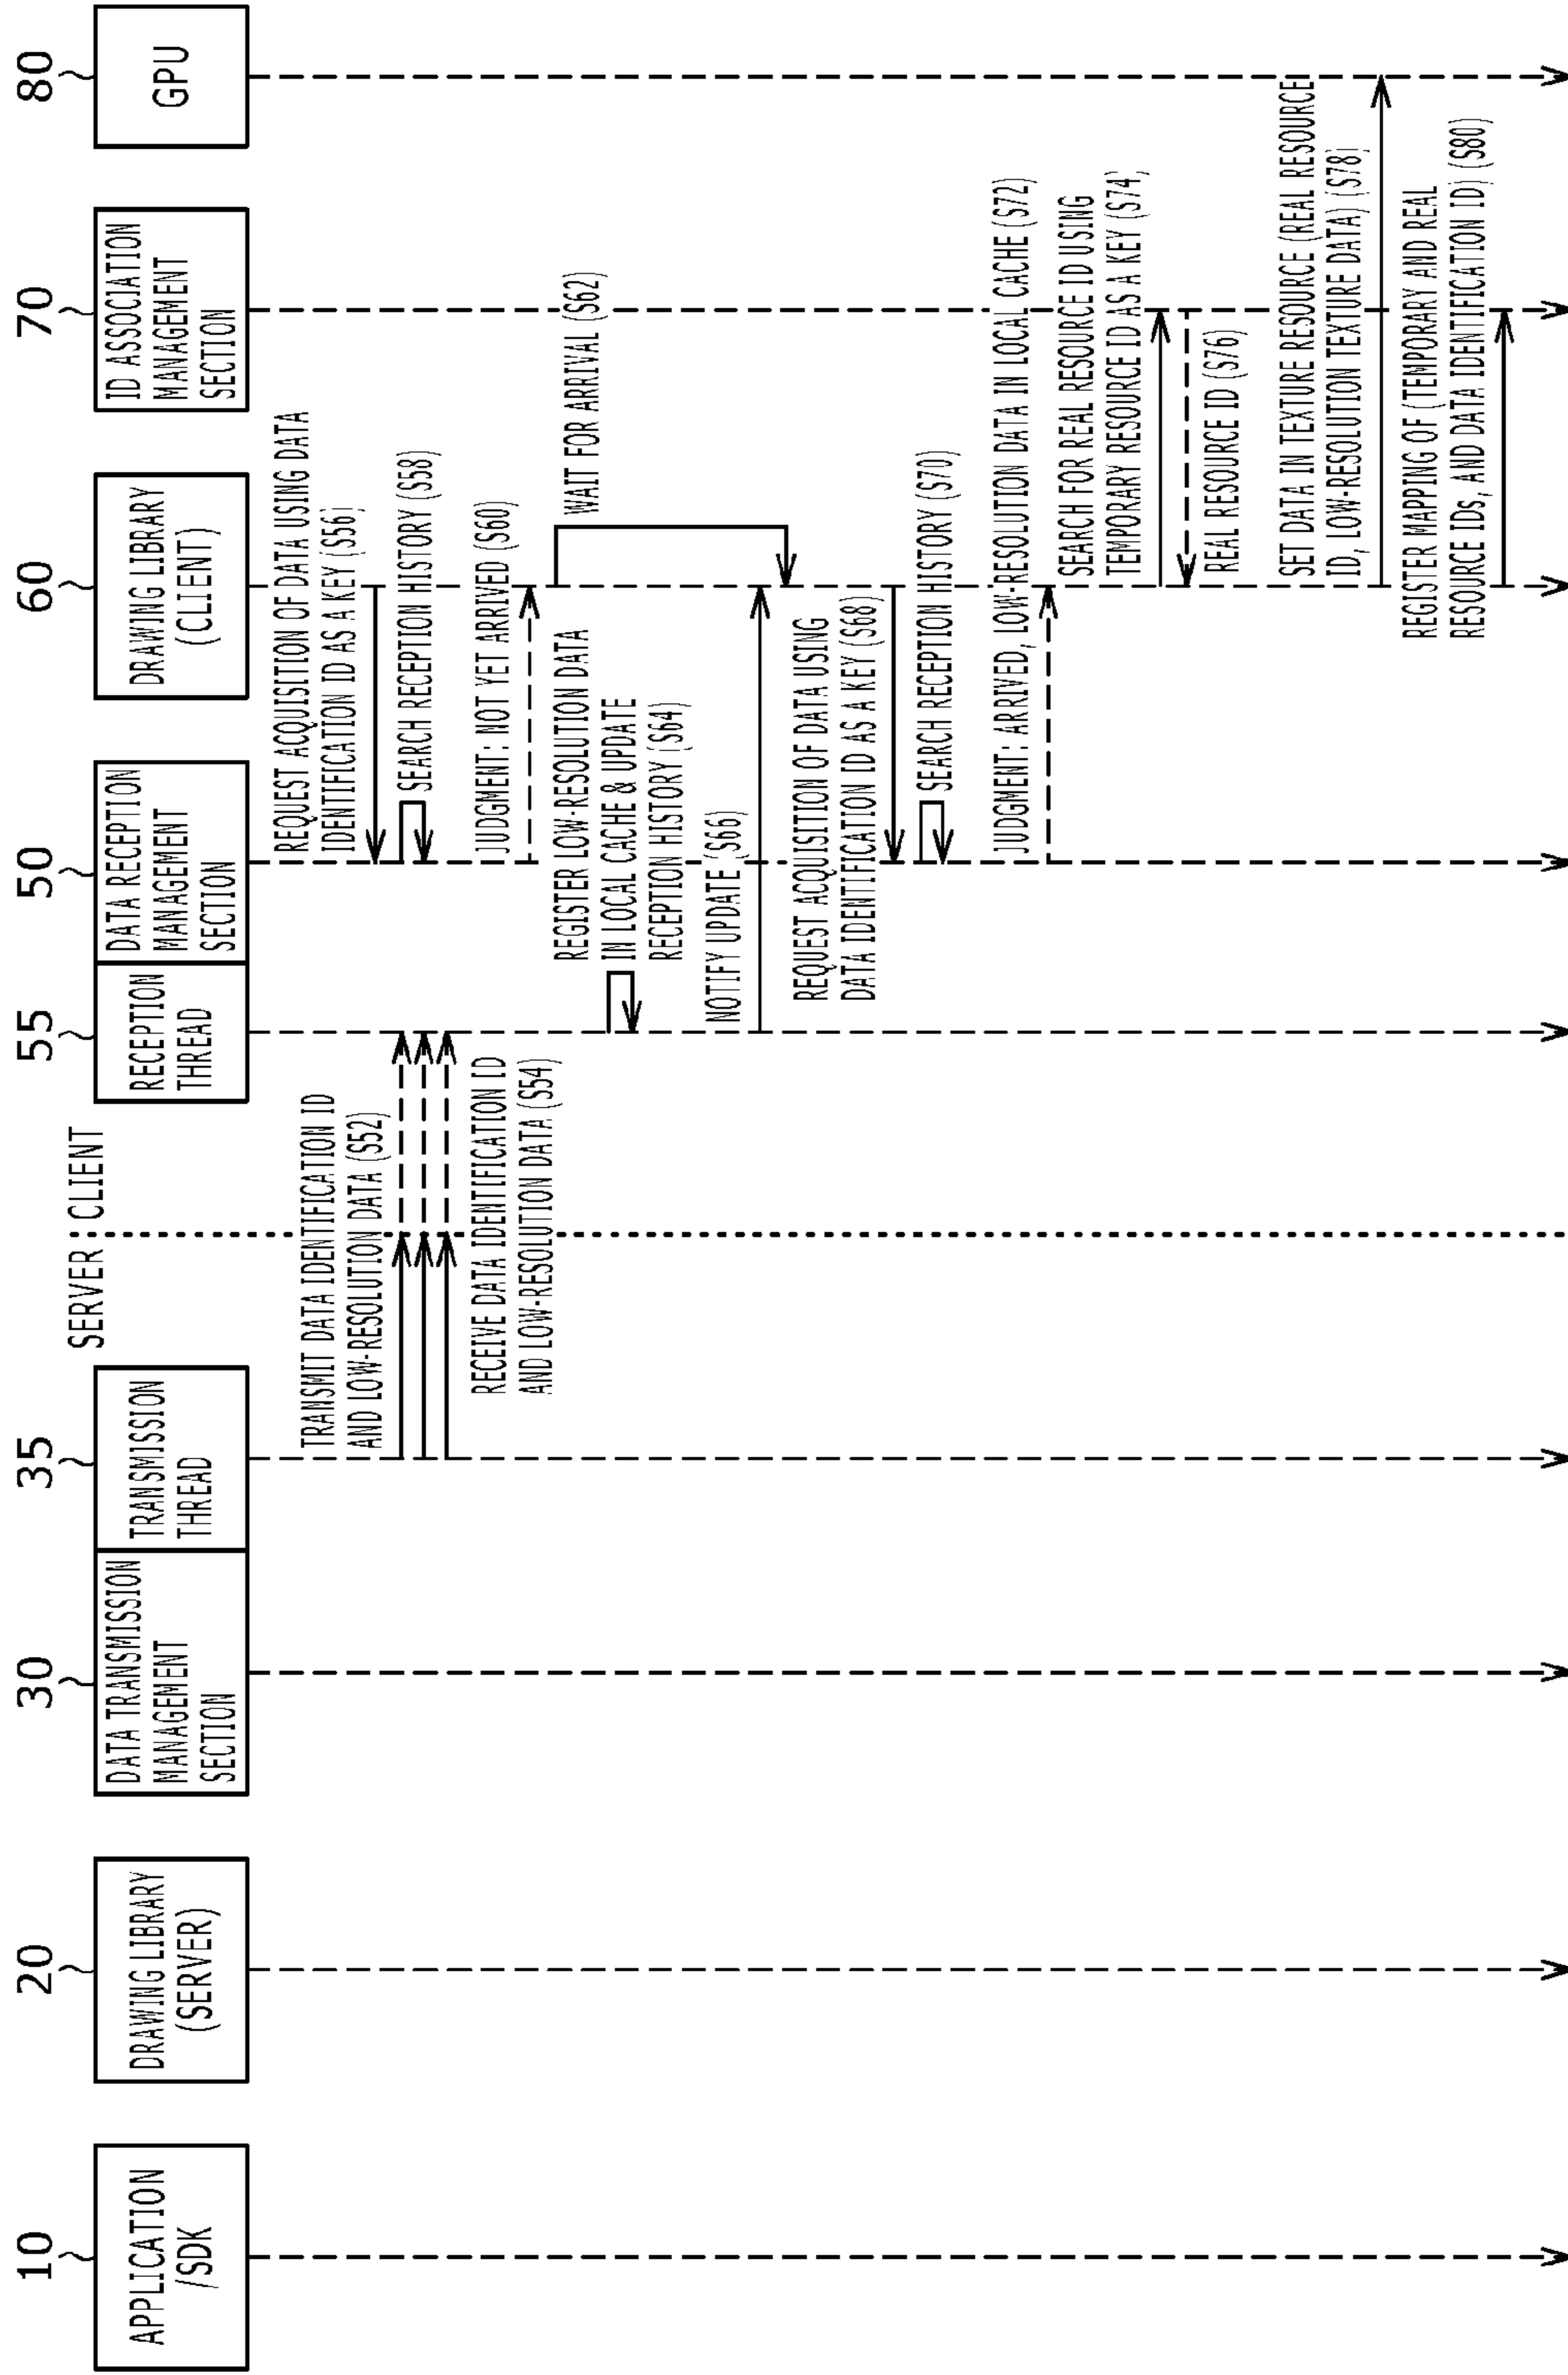 10
APPLICATION
/SDK
20
DRAWING LIBRARY
(SERVER)
30
DATA TRANSMISSION
MANAGEMENT
SECTION
35
TRANSMISSION
THREAD
SERVER
CLIENT
55
RECEPTION
THREAD
50
DATA RECEPTION
MANAGEMENT
SECTION
60
DRAWING LIBRARY
(CLIENT)
70
ID ASSOCIATION
MANAGEMENT
SECTION
80
GPU
TRANSMIT DATA IDENTIFICATION ID
AND LOW-RESOLUTION DATA (S52)
RECEIVE DATA IDENTIFICATION ID
AND LOW-RESOLUTION DATA (S54)
REQUEST ACQUISITION OF DATA USING DATA
IDENTIFICATION ID AS A KEY (S56)
SEARCH RECEPTION HISTORY (S58)
JUDGMENT: NOT YET ARRIVED (S60)
WAIT FOR ARRIVAL (S62)
REGISTER LOW-RESOLUTION DATA
IN LOCAL CACHE & UPDATE
RECEPTION HISTORY (S64)
NOTIFY UPDATE (S66)
REQUEST ACQUISITION OF DATA USING
DATA IDENTIFICATION ID AS A KEY (S68)
SEARCH RECEPTION HISTORY (S70)
JUDGMENT: ARRIVED, LOW-RESOLUTION DATA IN LOCAL CACHE (S72)
SEARCH FOR REAL RESOURCE ID USING
TEMPORARY RESOURCE ID AS A KEY (S74)
REAL RESOURCE ID (S76)
SET DATA IN TEXTURE RESOURCE (REAL RESOURCE
ID, LOW-RESOLUTION TEXTURE DATA) (S78)
REGISTER MAPPING OF (TEMPORARY AND REAL
RESOURCE IDs, AND DATA IDENTIFICATION ID) (S80)